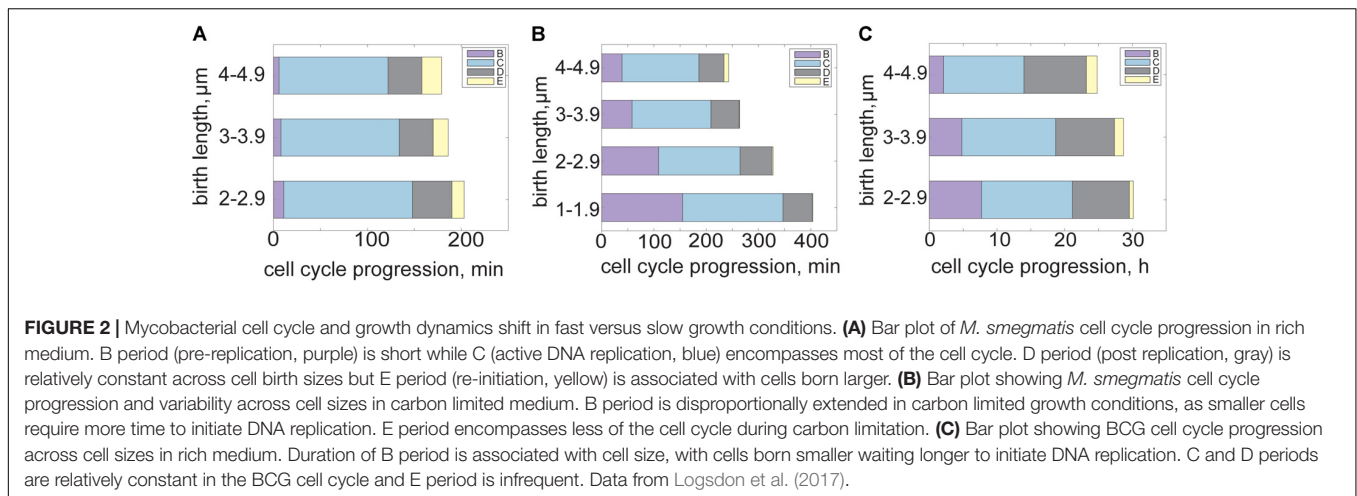 A
B
C
D
E
4-4.9
3-3.9
2-2.9
birth length,µm
0
100
200
cell cycle progression, min
B
B
C
D
E
4-4.9
3-3.9
2-2.9
1-1.9
birth length,µm
0
100
200
300
400
cell cycle progression, min
C
B
C
D
E
4-4.9
3-3.9
2-2.9
birth length,µm
0
10
20
30
cell cycle progression, h
FIGURE 2 | Mycobacterial cell cycle and growth dynamics shift in fast versus slow growth conditions. (A) Bar plot of M. smegmatis cell cycle progression in rich
medium. B period (pre-replication, purple) is short while C (active DNA replication, blue) encompasses most of the cell cycle. D period (post replication, gray) is
relatively constant across cell birth sizes but E period (re-initiation, yellow) is associated with cells born larger. (B) Bar plot showing M. smegmatis cell cycle
progression and variability across cell sizes in carbon limited medium. B period is disproportionally extended in carbon limited growth conditions, as smaller cells
require more time to initiate DNA replication. E period encompasses less of the cell cycle during carbon limitation. (C) Bar plot showing BCG cell cycle progression
across cell sizes in rich medium. Duration of B period is associated with cell size, with cells born smaller waiting longer to initiate DNA replication. C and D periods
are relatively constant in the BCG cell cycle and E period is infrequent. Data from Logsdon et al. (2017).